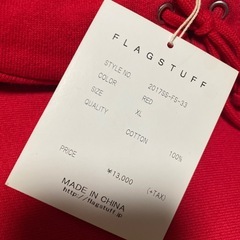 FLAGSTUFF
STYLE NO. 2017SS-FS-33
COLOR RED
SIZE XL
QUALITY
COTTON 100%
PRICE ¥13,000 (+TAX)
MADE IN CHINA
http://flagstuff.jp